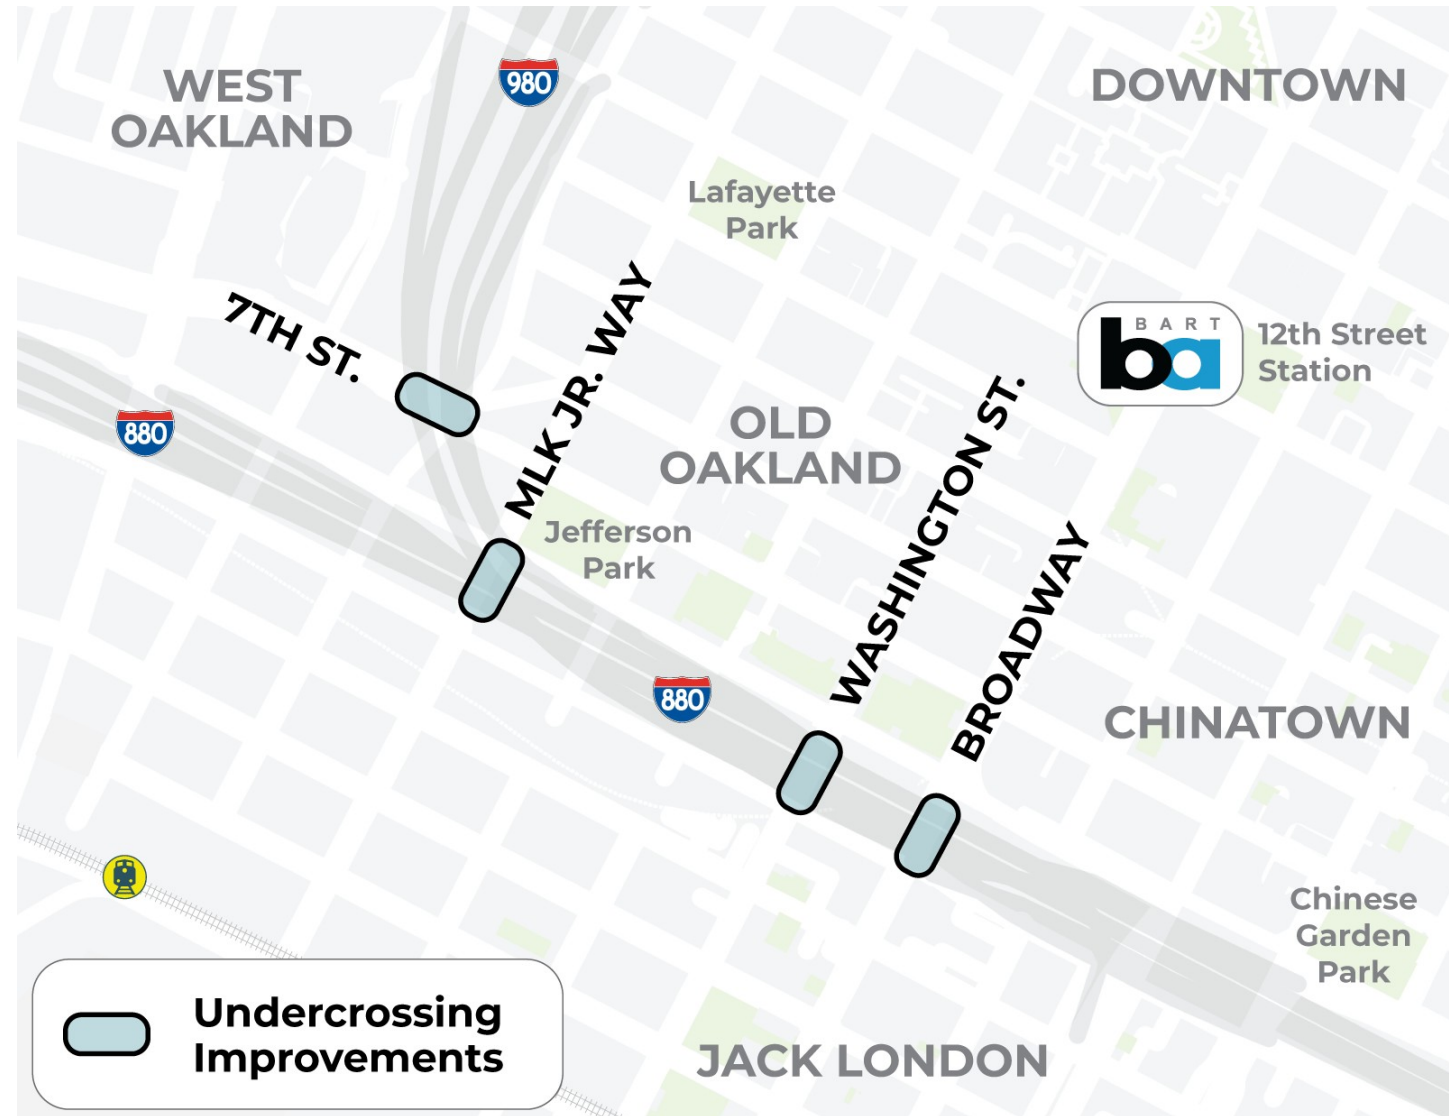 WEST
OAKLAND
980
DOWNTOWN
Lafayette
Park
7TH ST.
MLK JR. WAY
BART
ba
12th Street
Station
880
OLD
OAKLAND
WASHINGTON ST.
Jefferson
Park
BROADWAY
880
CHINATOWN
Chinese
Garden
Park
Undercrossing
Improvements
JACK LONDON